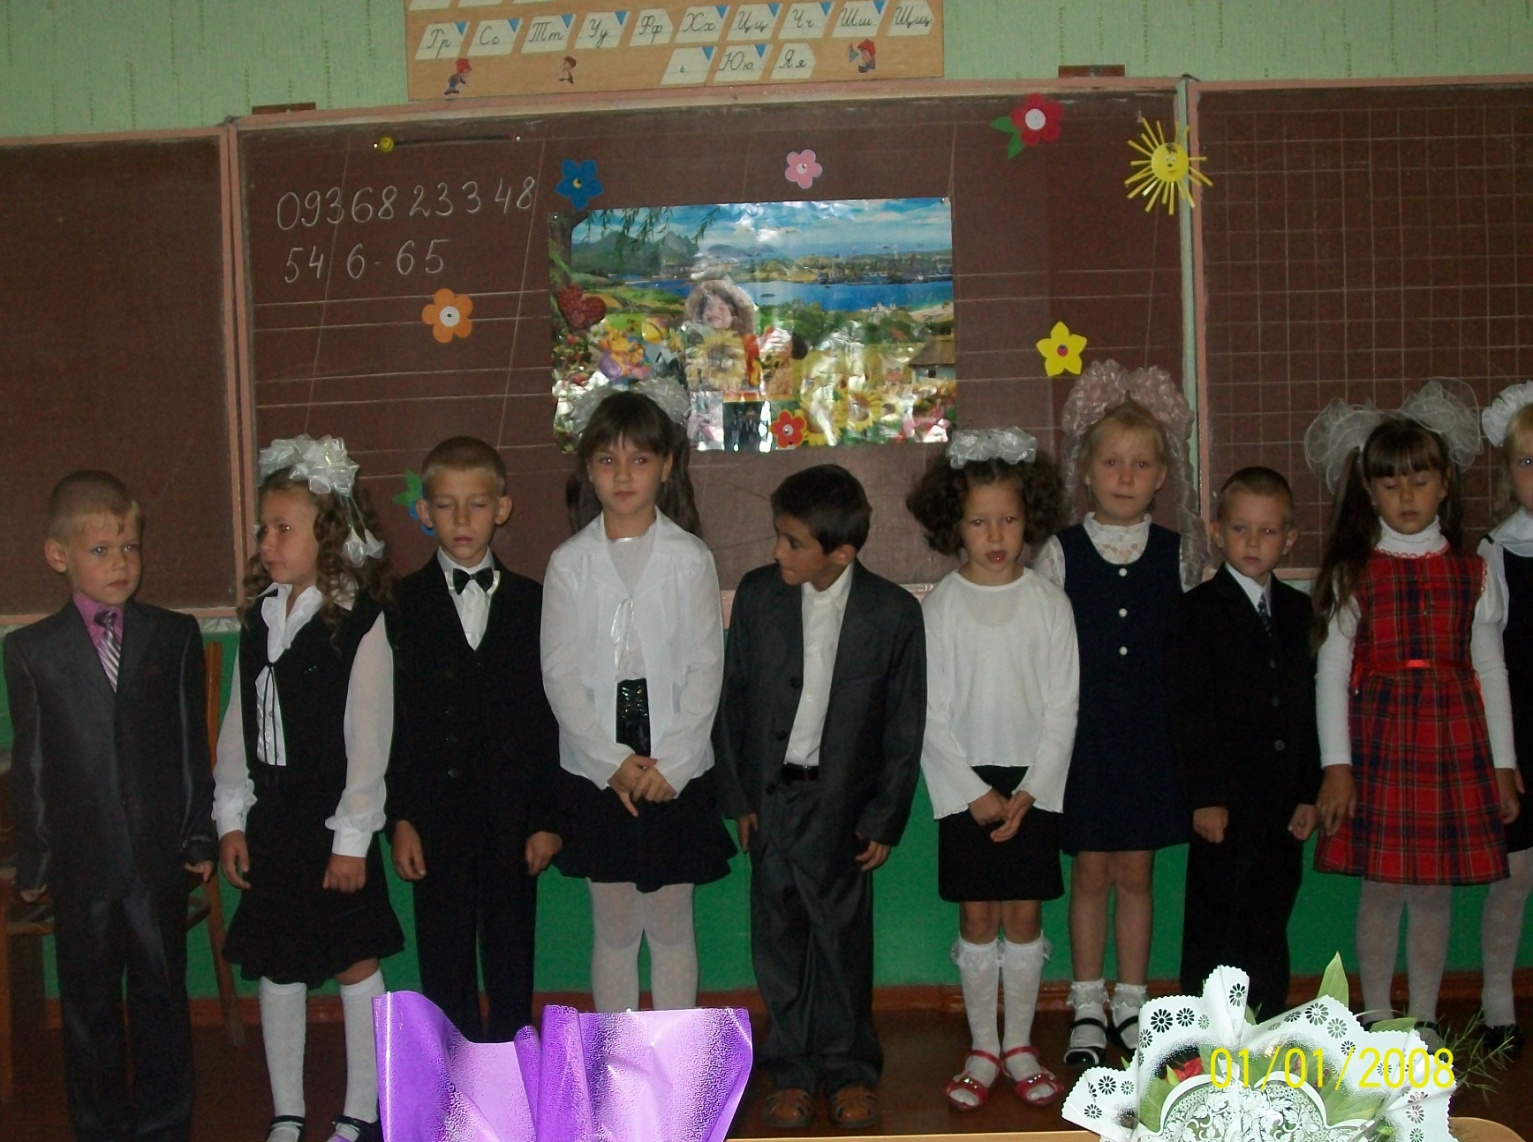 Гг Сс Тт Уу Фф Хх Цц Чч Шш Щщ
ь Юю Яя
0936823348
546-65
01/01/2008